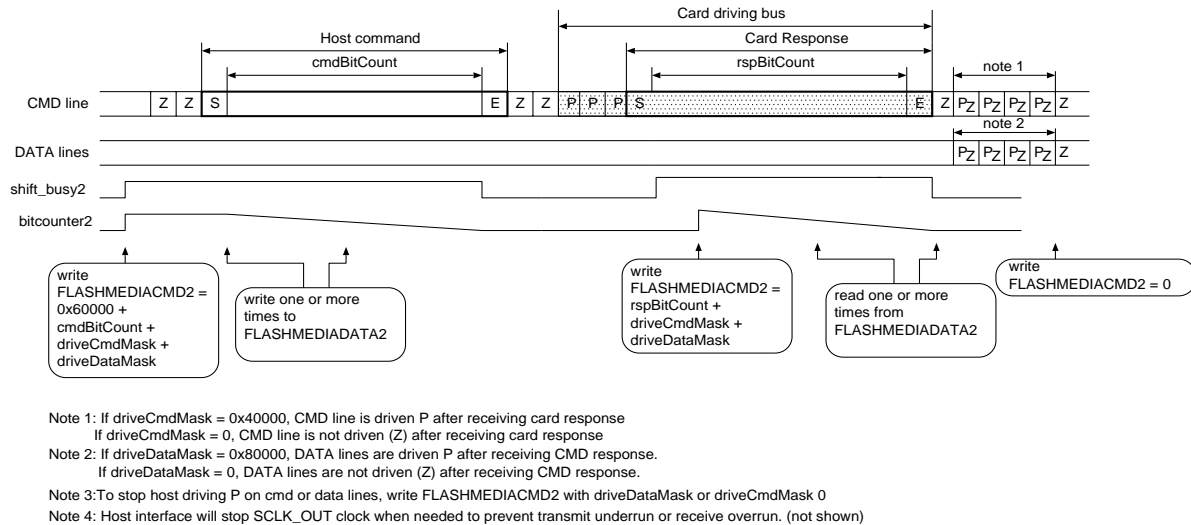 Card driving bus
Host command
Card Response
cmdBitCount
rspBitCount
note 1
CMD line
Z Z S E Z Z P P P S E Z PZ PZ PZ PZ Z
note 2
DATA lines
PZ PZ PZ PZ Z
shift_busy2
bitcounter2
write
FLASHMEDIACMD2 =
0x60000 +
cmdBitCount +
driveCmdMask +
driveDataMask
write one or more
times to
FLASHMEDIADATA2
write
FLASHMEDIACMD2 =
rspBitCount +
driveCmdMask +
driveDataMask
read one or more
times from
FLASHMEDIADATA2
write
FLASHMEDIACMD2 = 0
Note 1: If driveCmdMask = 0x40000, CMD line is driven P after receiving card response
If driveCmdMask = 0, CMD line is not driven (Z) after receiving card response
Note 2: If driveDataMask = 0x80000, DATA lines are driven P after receiving CMD response.
If driveDataMask = 0, DATA lines are not driven (Z) after receiving CMD response.
Note 3:To stop host driving P on cmd or data lines, write FLASHMEDIACMD2 with driveDataMask or driveCmdMask 0
Note 4: Host interface will stop SCLK_OUT clock when needed to prevent transmit underrun or receive overrun. (not shown)